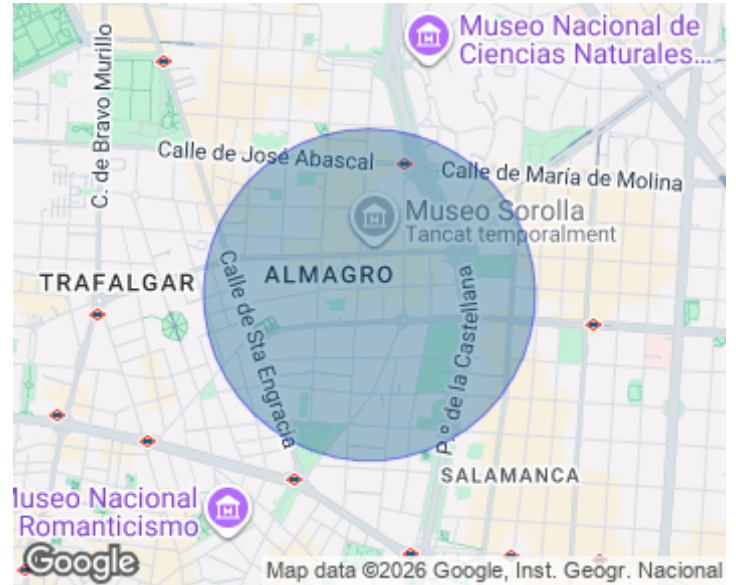 Museo Nacional de
Ciencias Naturales...
C. de Bravo Murillo
Calle de José Abascal
Calle de María de Molina
Museo Sorolla
Tancat temporalment
TRAFALGAR
ALMAGRO
Calle de Sta Engracia
P.º de la Castellana
SALAMANCA
Museo Nacional
Romanticismo
Google
Map data ©2026 Google, Inst. Geogr. Nacional